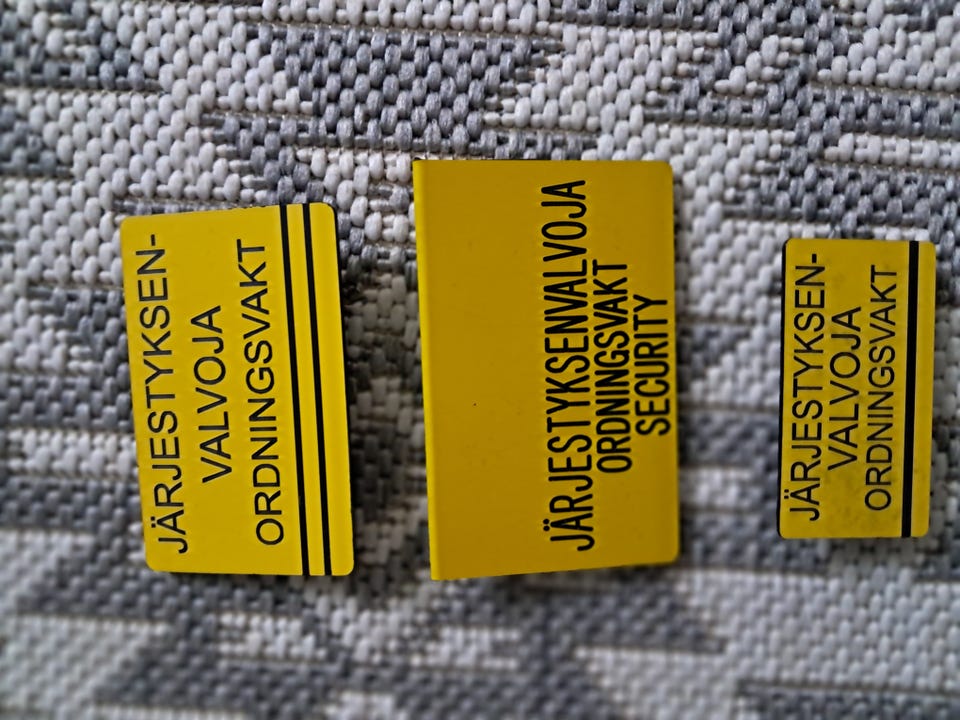 JÄRJESTYKSEN-
VALVOJA
ORDNINGSVAKT
JÄRJESTYKSENVALVOJA
ORDNINGSVAKT
SECURITY
JÄRJESTYKSEN-
VALVOJA
ORDNINGSVAKT